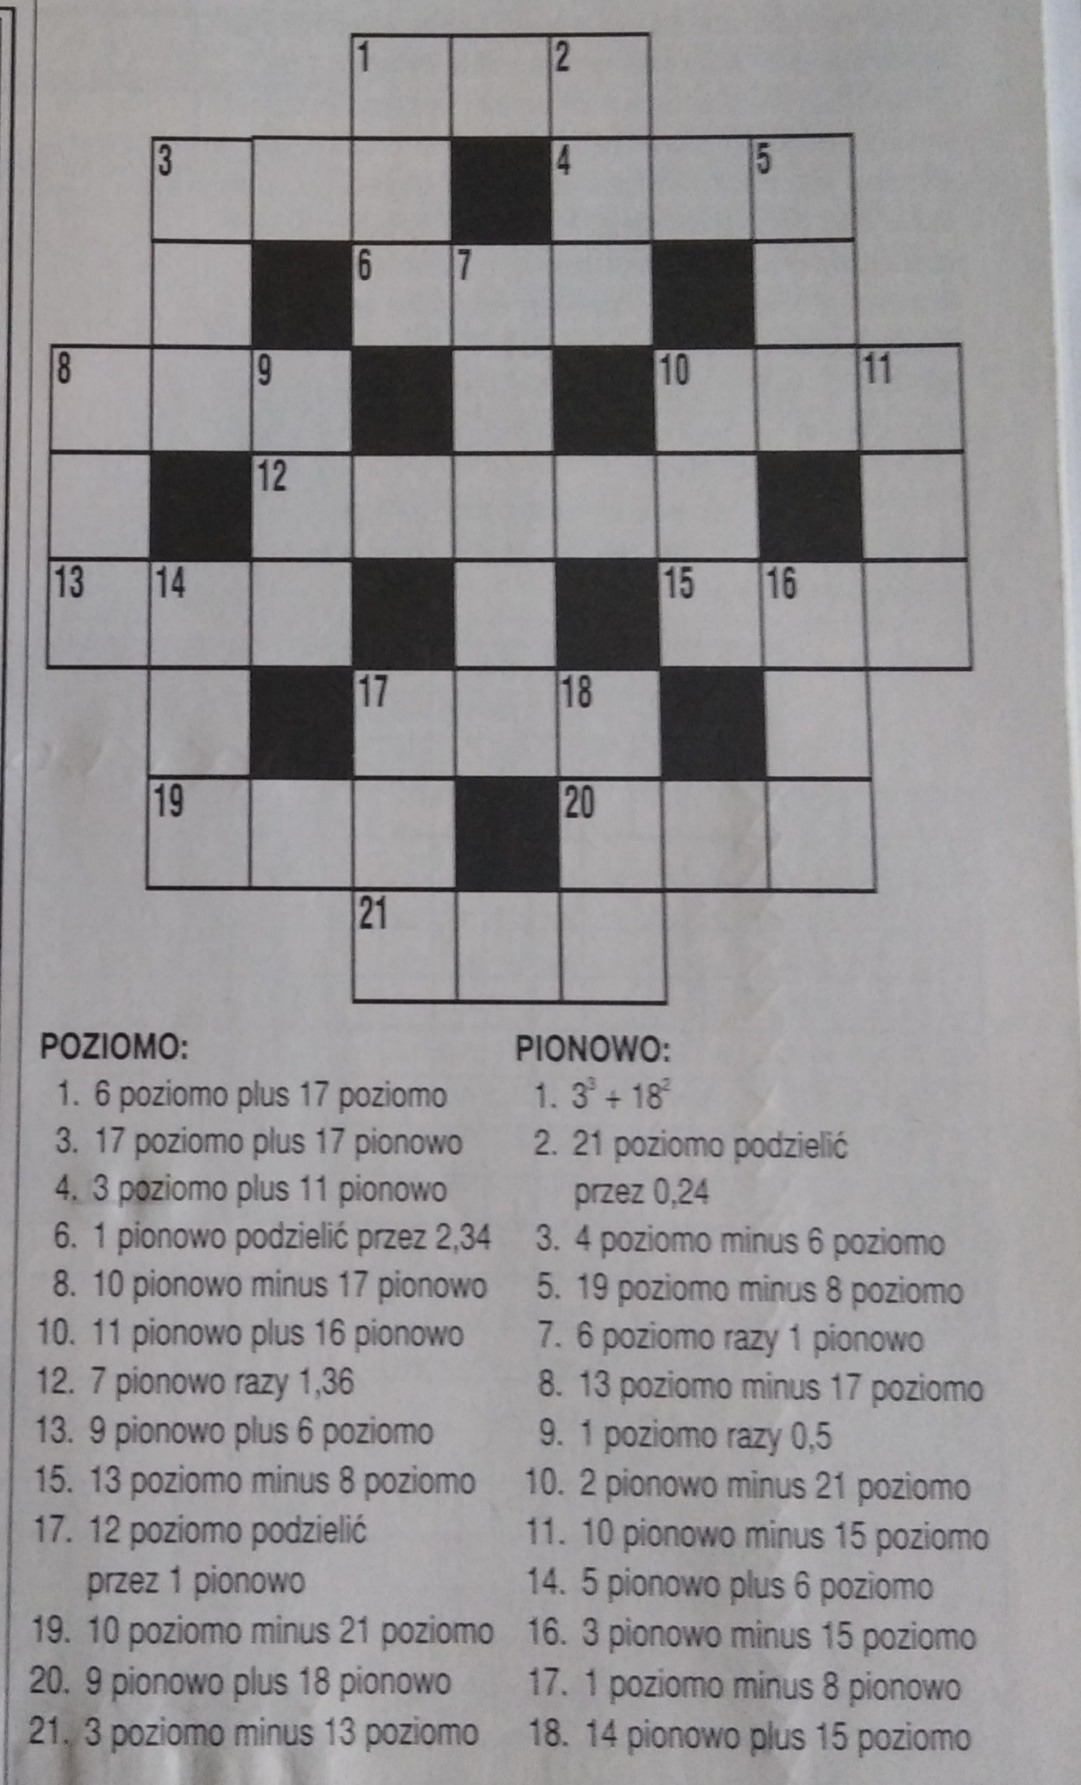 1 2
3 4 5
6 7
8 9 10 11
12
13 14 15 16
17 18
19 20
21
POZIOMO:
1. 6 poziomo plus 17 poziomo
3. 17 poziomo plus 17 pionowo
4. 3 poziomo plus 11 pionowo
6. 1 pionowo podzielić przez 2,34
8. 10 pionowo minus 17 pionowo
10. 11 pionowo plus 16 pionowo
12. 7 pionowo razy 1,36
13. 9 pionowo plus 6 poziomo
15. 13 poziomo minus 8 poziomo
17. 12 poziomo podzielić
przez 1 pionowo
19. 10 poziomo minus 21 poziomo
20. 9 pionowo plus 18 pionowo
21. 3 poziomo minus 13 poziomo
PIONOWO:
1. 3³ + 18²
2. 21 poziomo podzielić
przez 0,24
3. 4 poziomo minus 6 poziomo
5. 19 poziomo minus 8 poziomo
7. 6 poziomo razy 1 pionowo
8. 13 poziomo minus 17 poziomo
9. 1 poziomo razy 0,5
10. 2 pionowo minus 21 poziomo
11. 10 pionowo minus 15 poziomo
14. 5 pionowo plus 6 poziomo
16. 3 pionowo minus 15 poziomo
17. 1 poziomo minus 8 pionowo
18. 14 pionowo plus 15 poziomo